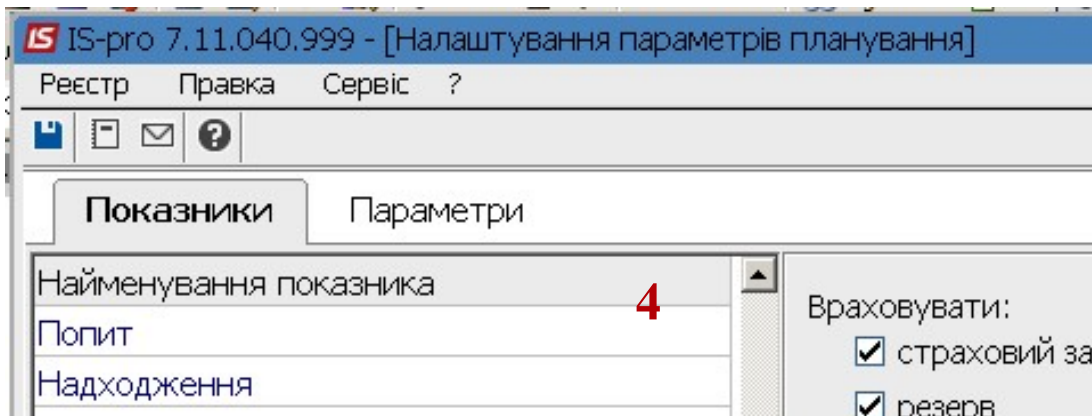 IS IS-pro 7.11.040.999 - [Налаштування параметрів планування]
Реєстр Правка Сервіс ?
Показники Параметри
Найменування показника 4
Враховувати:
Попит
страховий за
Надходження
резерв